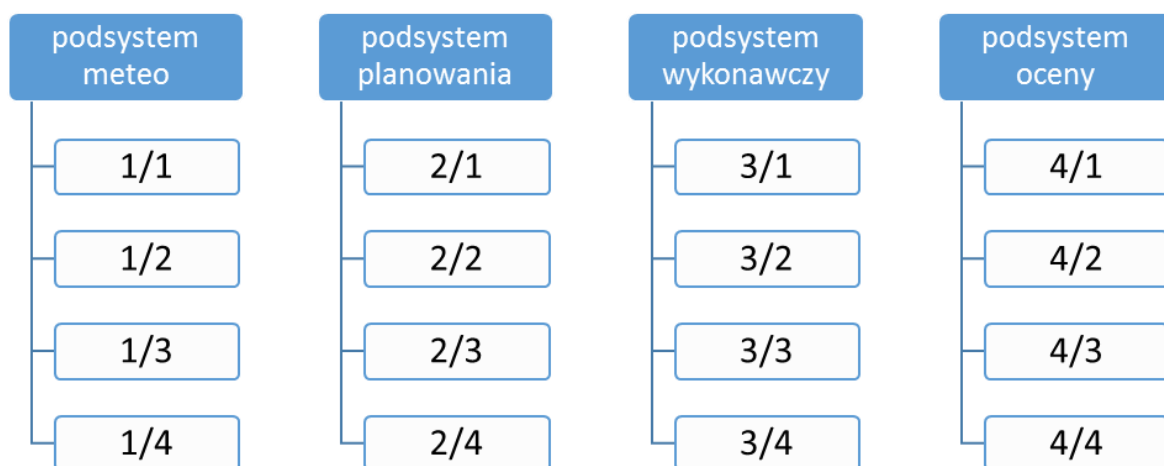 podsystem
meteo
1/1
1/2
1/3
1/4
podsystem
planowania
2/1
2/2
2/3
2/4
podsystem
wykonawczy
3/1
3/2
3/3
3/4
podsystem
oceny
4/1
4/2
4/3
4/4